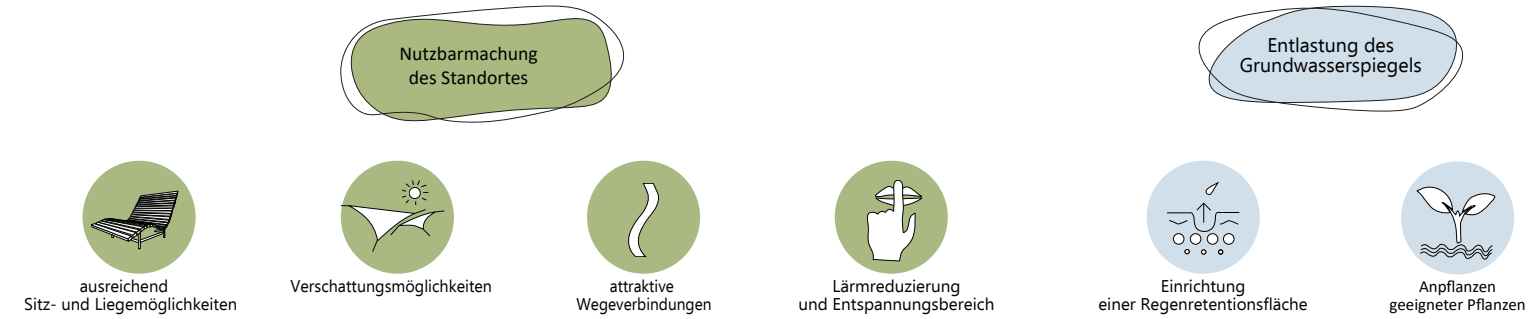 Nutzbarmachung
des Standortes
Entlastung des
Grundwasserspiegels
ausreichend
Sitz- und Liegemöglichkeiten
Verschattungsmöglichkeiten
attraktive
Wegeverbindungen
Lärmreduzierung
und Entspannungsbereich
Einrichtung
einer Regenretentionsfläche
Anpflanzen
geeigneter Pflanzen